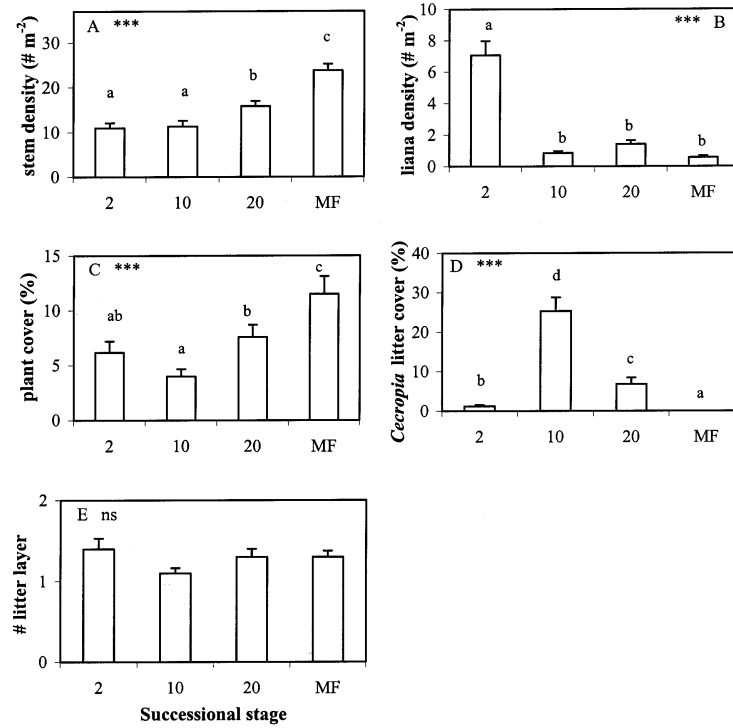 A ***
stem density (# m-2)
30
20
10
0
a
a
b
c
2 10 20 MF
*** B
liana density (# m-2)
10
8
6
4
2
0
a
b
b
b
2 10 20 MF
C ***
plant cover (%)
15
10
5
0
ab
a
b
c
2 10 20 MF
D ***
Cecropia litter cover (%)
40
30
20
10
0
b
d
c
a
2 10 20 MF
E ns
# litter layer
2
1
0
2 10 20 MF
Successional stage